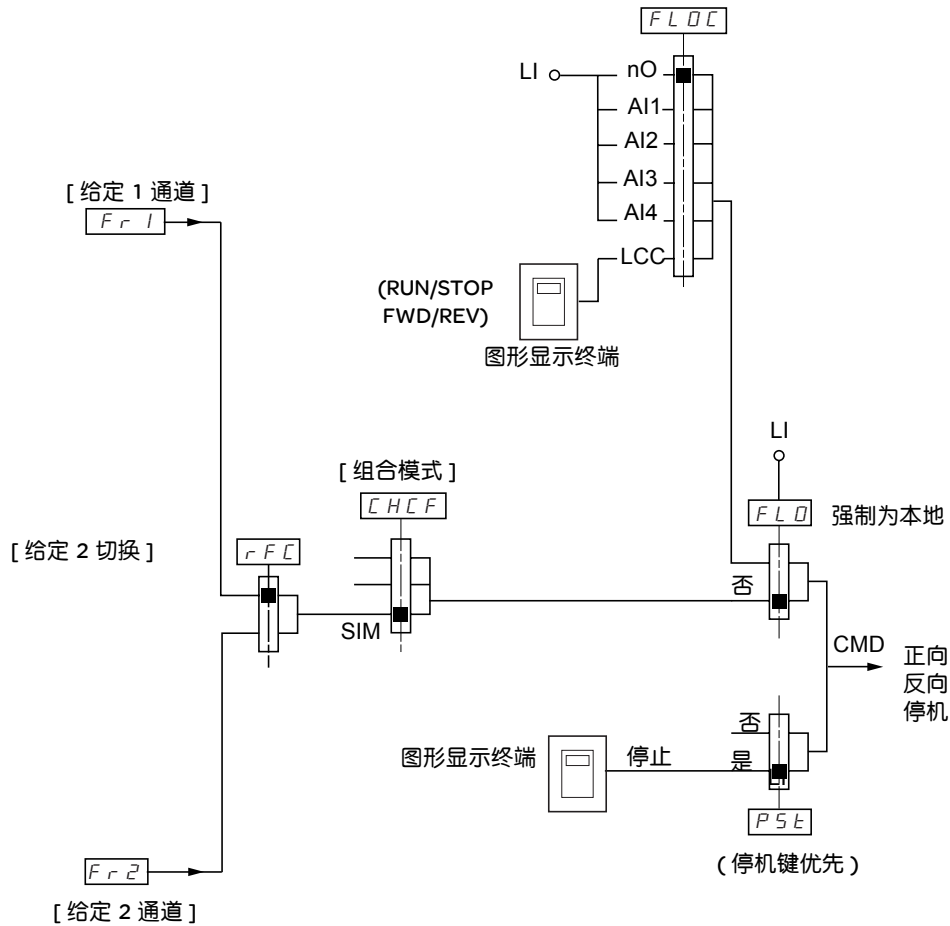 FLOC
LI
nO
AI1
AI2
AI3
AI4
LCC
[ 给定 1 通道 ]
Fr1
(RUN/STOP
FWD/REV)
图形显示终端
LI
[ 组合模式 ]
CHCF
FLO
强制为本地
[ 给定 2 切换 ]
rFC
否
SIM
CMD
正向
反向
停机
否
图形显示终端
停止
是
LI
PSt
( 停机键优先 )
Fr2
[ 给定 2 通道 ]